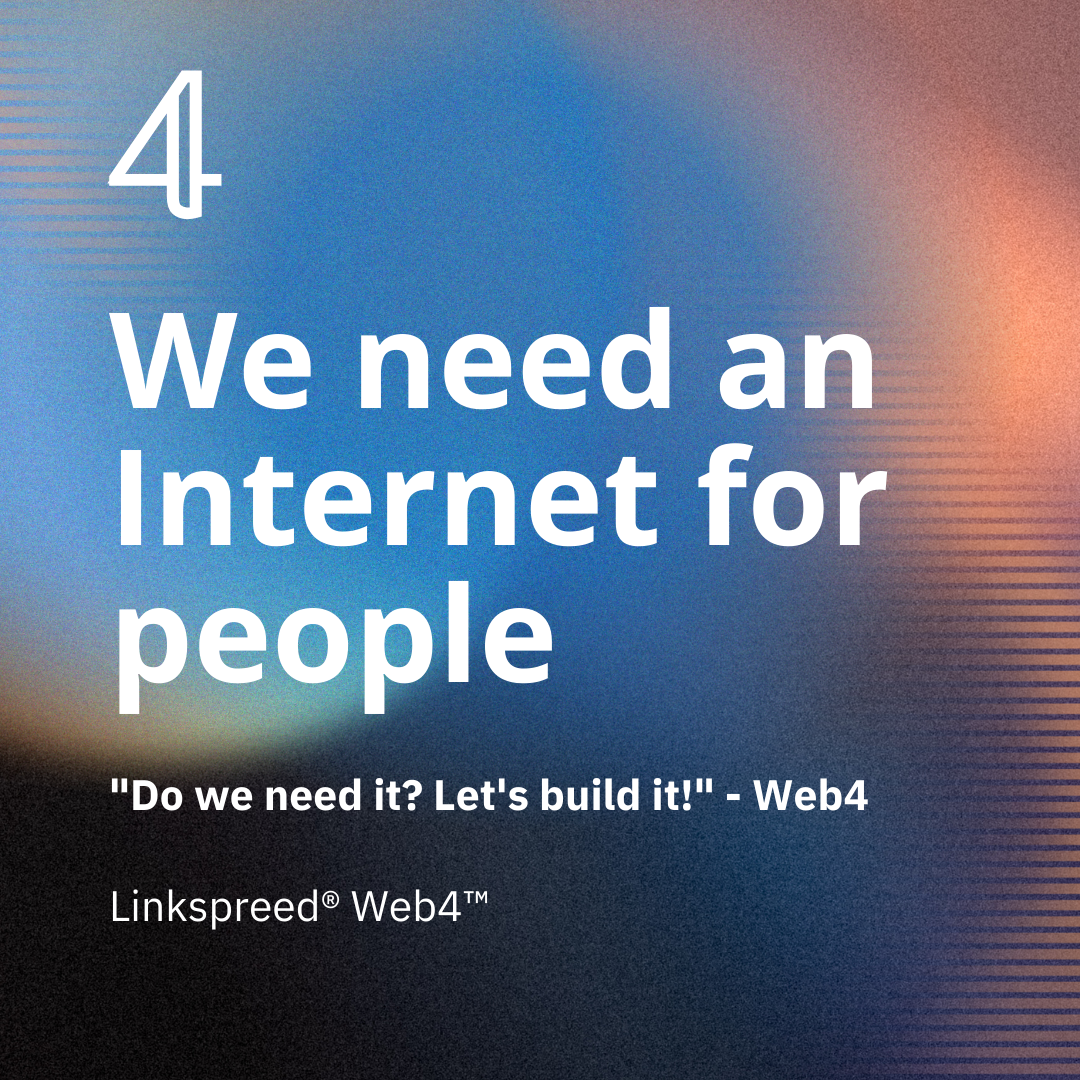 4
We need an
Internet for
people
"Do we need it? Let's build it!" - Web4
Linkspreed® Web4™